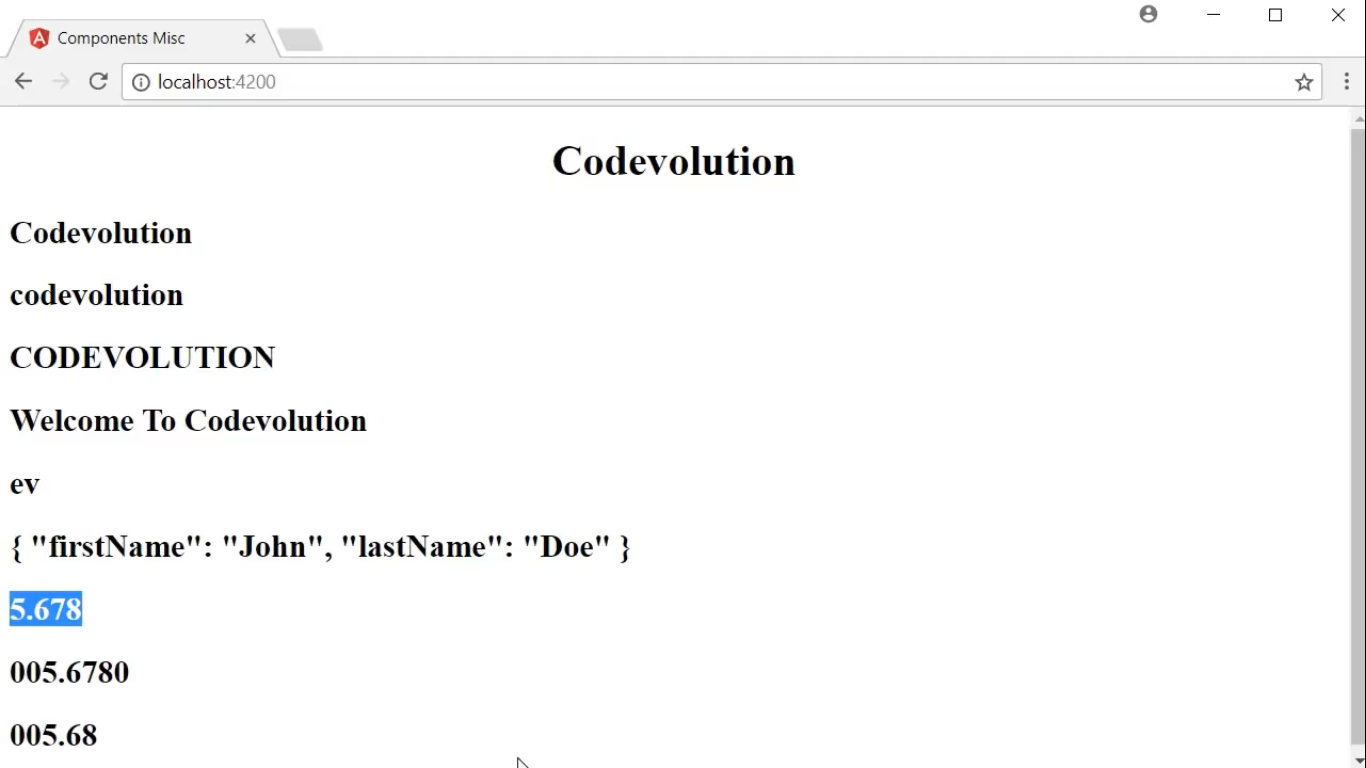 Components Misc
localhost:4200
Codevolution
Codevolution
codevolution
CODEVOLUTION
Welcome To Codevolution
ev
{ "firstName": "John", "lastName": "Doe" }
5.678
005.6780
005.68